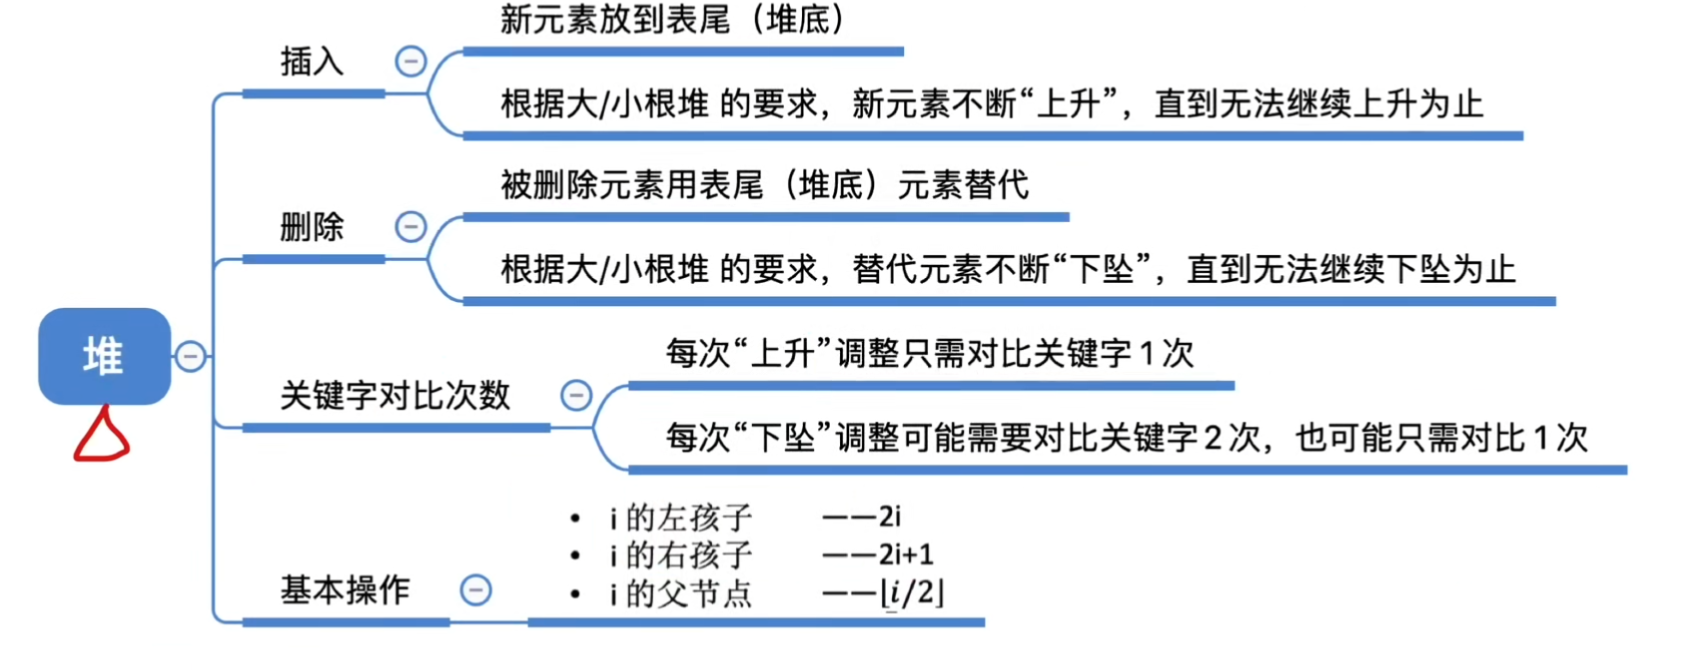 新元素放到表尾（堆底）
插入
根据大/小根堆 的要求，新元素不断“上升”，直到无法继续上升为止
被删除元素用表尾（堆底）元素替代
删除
根据大/小根堆 的要求，替代元素不断“下坠”，直到无法继续下坠为止
堆
每次“上升”调整只需对比关键字1次
关键字对比次数
每次“下坠”调整可能需要对比关键字2次，也可能只需对比1次
• i 的左孩子 ——2i
• i 的右孩子 ——2i+1
基本操作
• i 的父节点 ——⌊i/2⌋